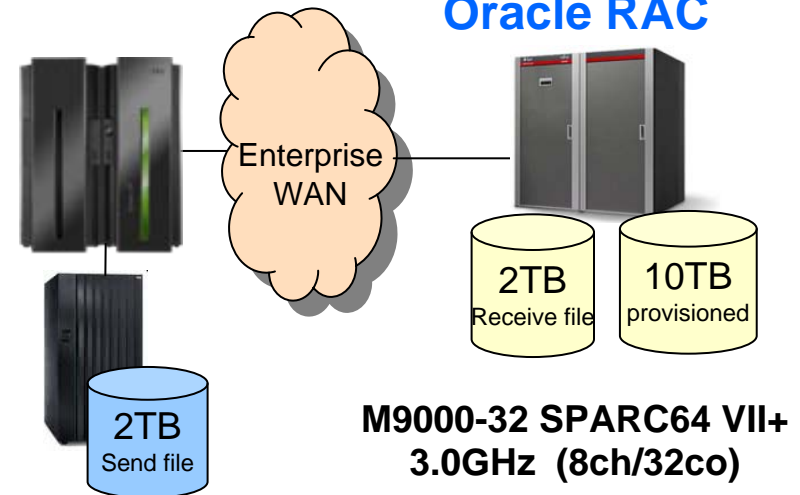 Oracle RAC
Enterprise
WAN
2TB
Receive file
10TB
provisioned
2TB
Send file
M9000-32 SPARC64 VII+
3.0GHz (8ch/32co)